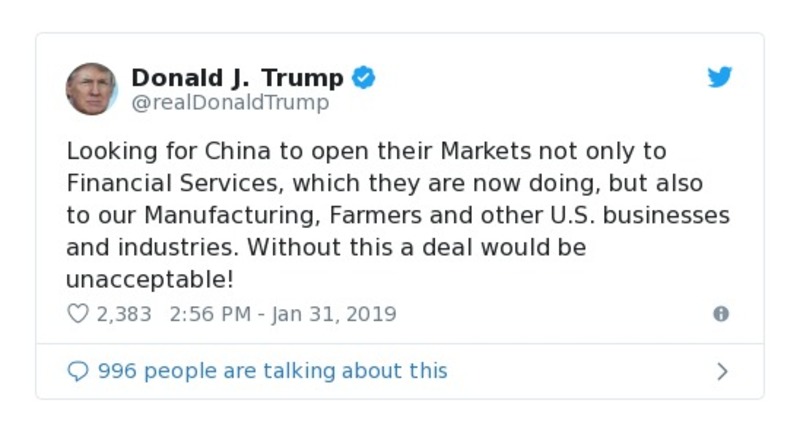 Donald J. Trump
@realDonaldTrump
Looking for China to open their Markets not only to
Financial Services, which they are now doing, but also
to our Manufacturing, Farmers and other U.S. businesses
and industries. Without this a deal would be
unacceptable!
2,383 2:56 PM - Jan 31, 2019
996 people are talking about this